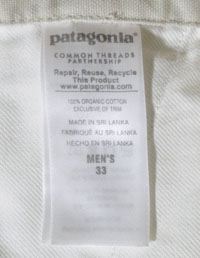 patagonia®
COMMON THREADS
PARTNERSHIP
Repair, Reuse, Recycle
This Product
www.patagonia.com
100% ORGANIC COTTON
EXCLUSIVE OF TRIM
MADE IN SRI LANKA
FABRIQUÉ AU SRI LANKA
HECHO EN SRI LANKA
MEN'S
33